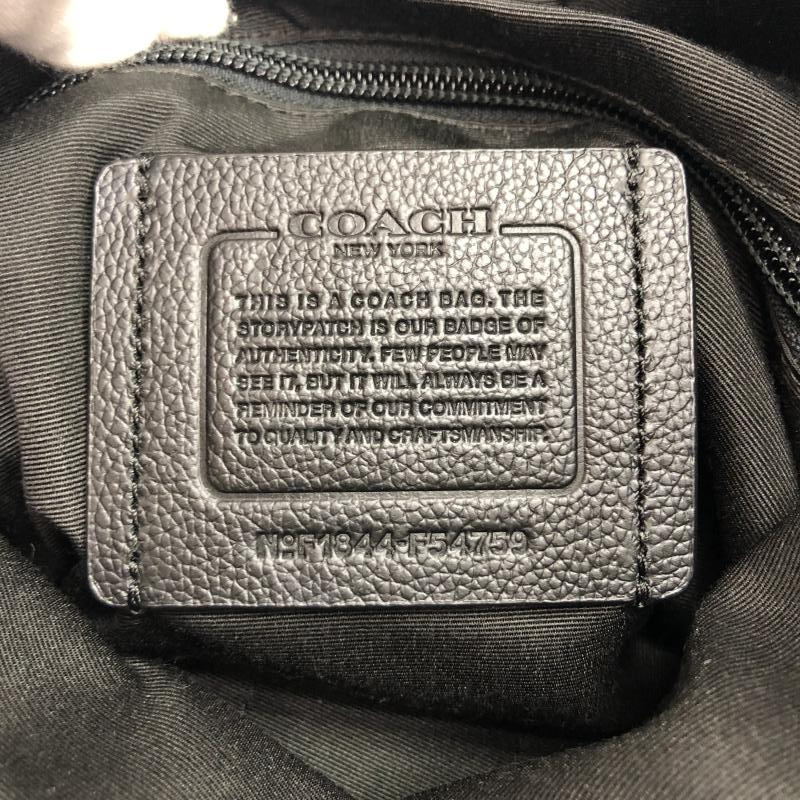 COACH
NEW YORK
THIS IS A COACH BAG. THE
STORYPATCH IS OUR BADGE OF
AUTHENTICITY. FEW PEOPLE MAY
SEE IT, BUT IT WILL ALWAYS BE A
REMINDER OF OUR COMMITMENT
TO QUALITY AND CRAFTSMANSHIP.
Nº F1844-F54759